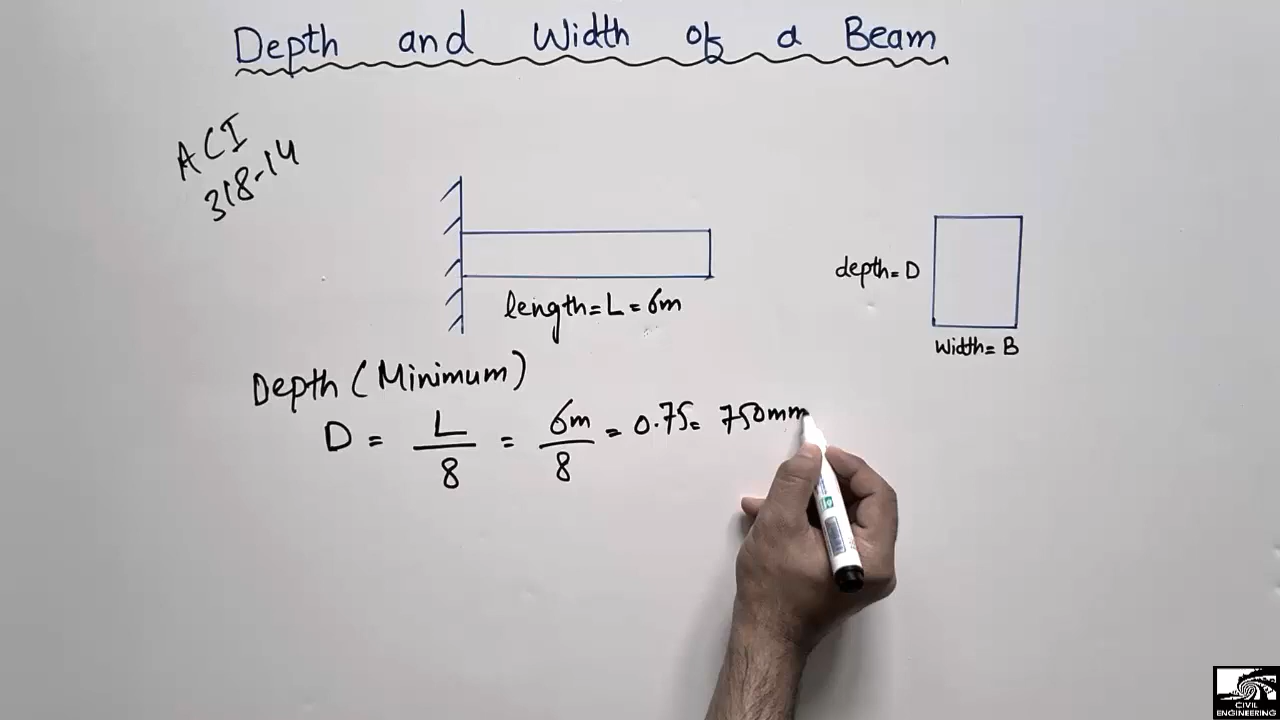 Depth and Width of a Beam
ACI
318-14
depth = D
length = L = 6m
Width = B
Depth (Minimum)
D = L/8 = 6m/8 = 0.75 = 750mm
CIVIL
ENGINEERING